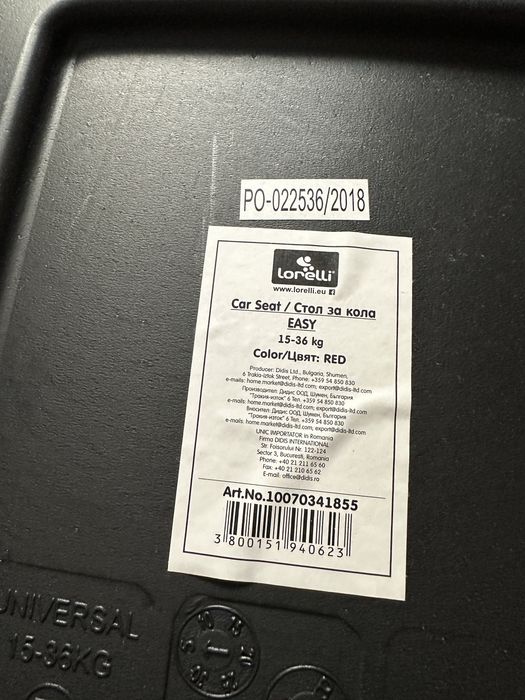 PO-022536/2018
lorelli
www.lorelli.eu
Car Seat / Стол за кола
EASY
15-36 kg
Color/Цвят: RED
Producer: Didis Ltd., Bulgaria, Shumen,
6 Trakia-iztok Street, Phone: +359 54 850 830
e-mails: home.market@didis-ltd.com; export@didis-ltd.com
Производител: Дидис ООД, Шумен, България
"Тракия-изток" 6 Тел. +359 54 850 830
e-mails: home.market@didis-ltd.com; export@didis-ltd.com
Вносител: Дидис ООД, Шумен, България
"Тракия-изток" 6 Тел. +359 54 850 830
e-mails: home.market@didis-ltd.com; export@didis-ltd.com
UNIC IMPORTATOR in Romania
Firma DIDIS INTERNATIONAL
Str. Foisorului Nr. 122-124
Sector 3, Bucuresti, Romania
Phone: +40 21 211 65 60
Fax: +40 21 210 65 62
E-mail: office@didis.ro
Art.No.10070341855
3 800151 940623
UNIVERSAL
15-36KG